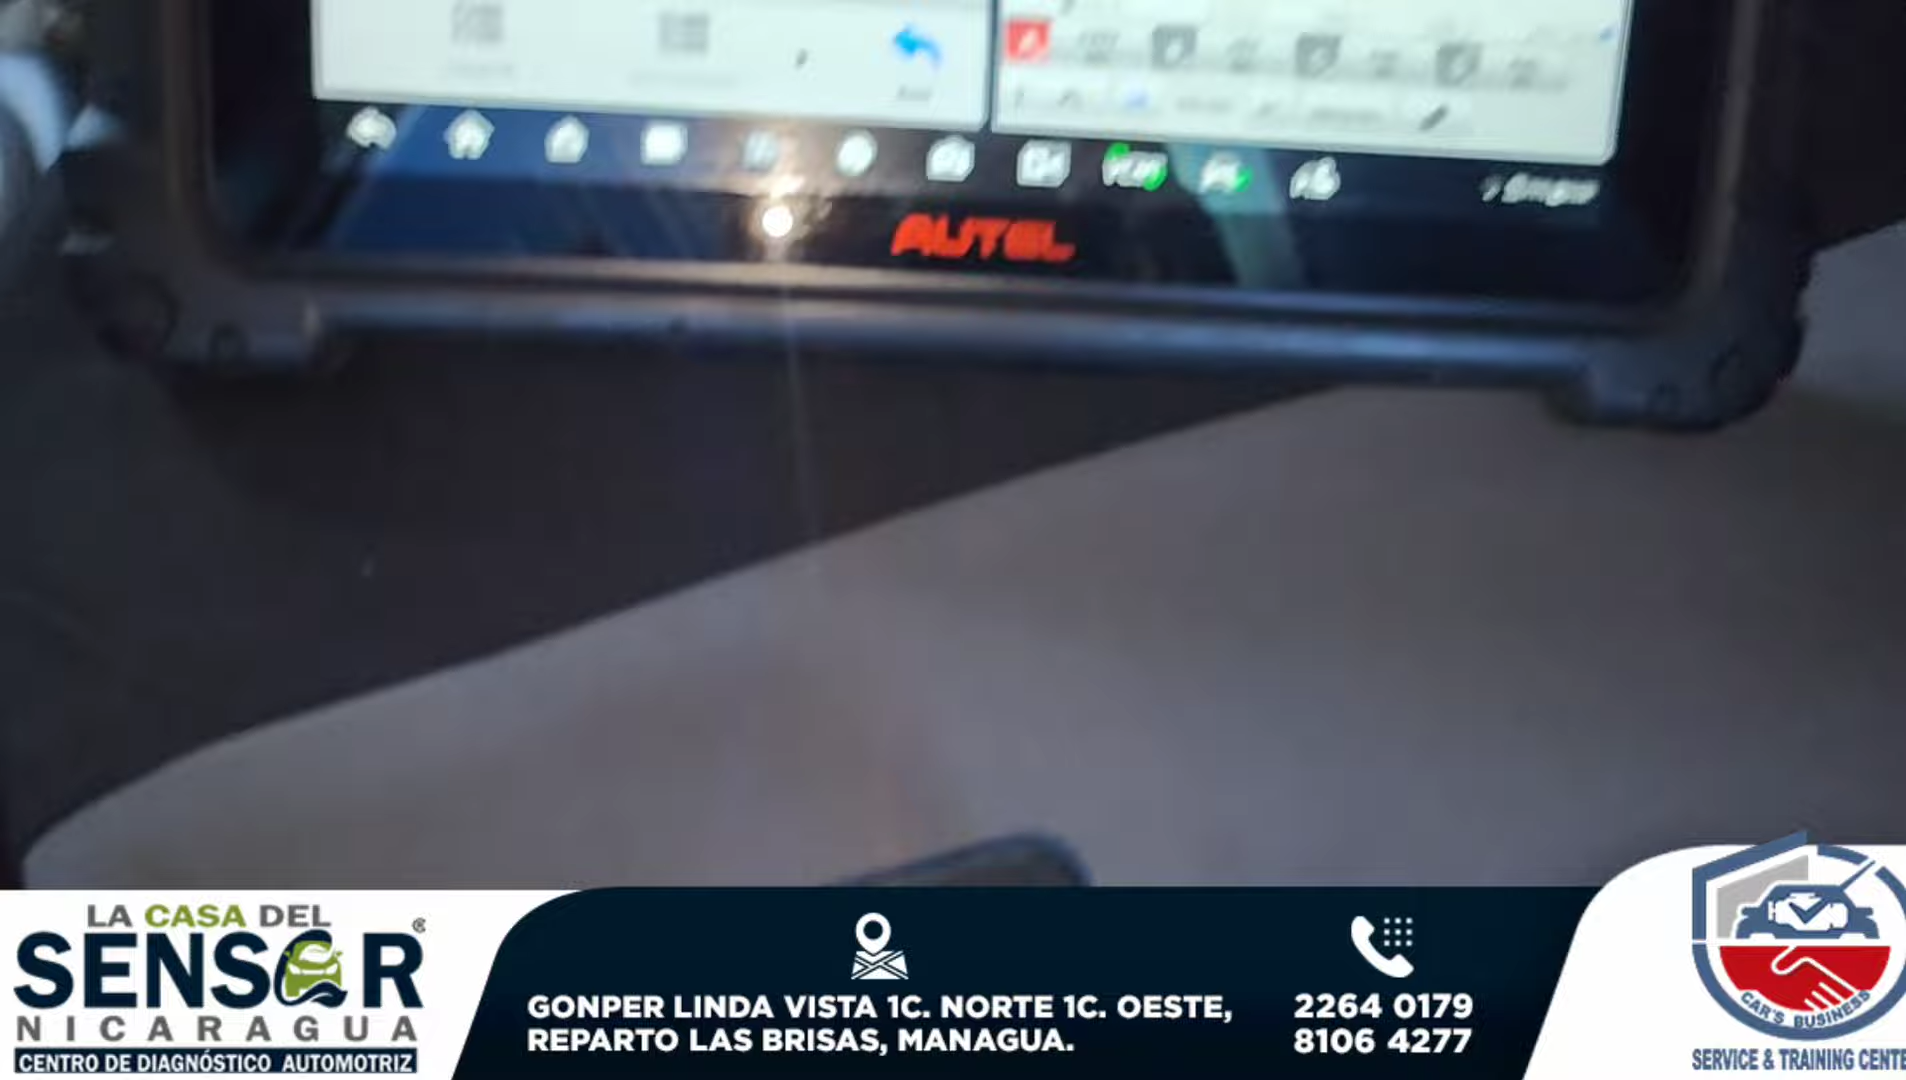 AUTEL
LA CASA DEL
SENSOR
NICARAGUA
CENTRO DE DIAGNÓSTICO AUTOMOTRIZ
GONPER LINDA VISTA 1C. NORTE 1C. OESTE,
REPARTO LAS BRISAS, MANAGUA.
2264 0179
8106 4277
CAR'S BUSINESS
SERVICE & TRAINING CENTE